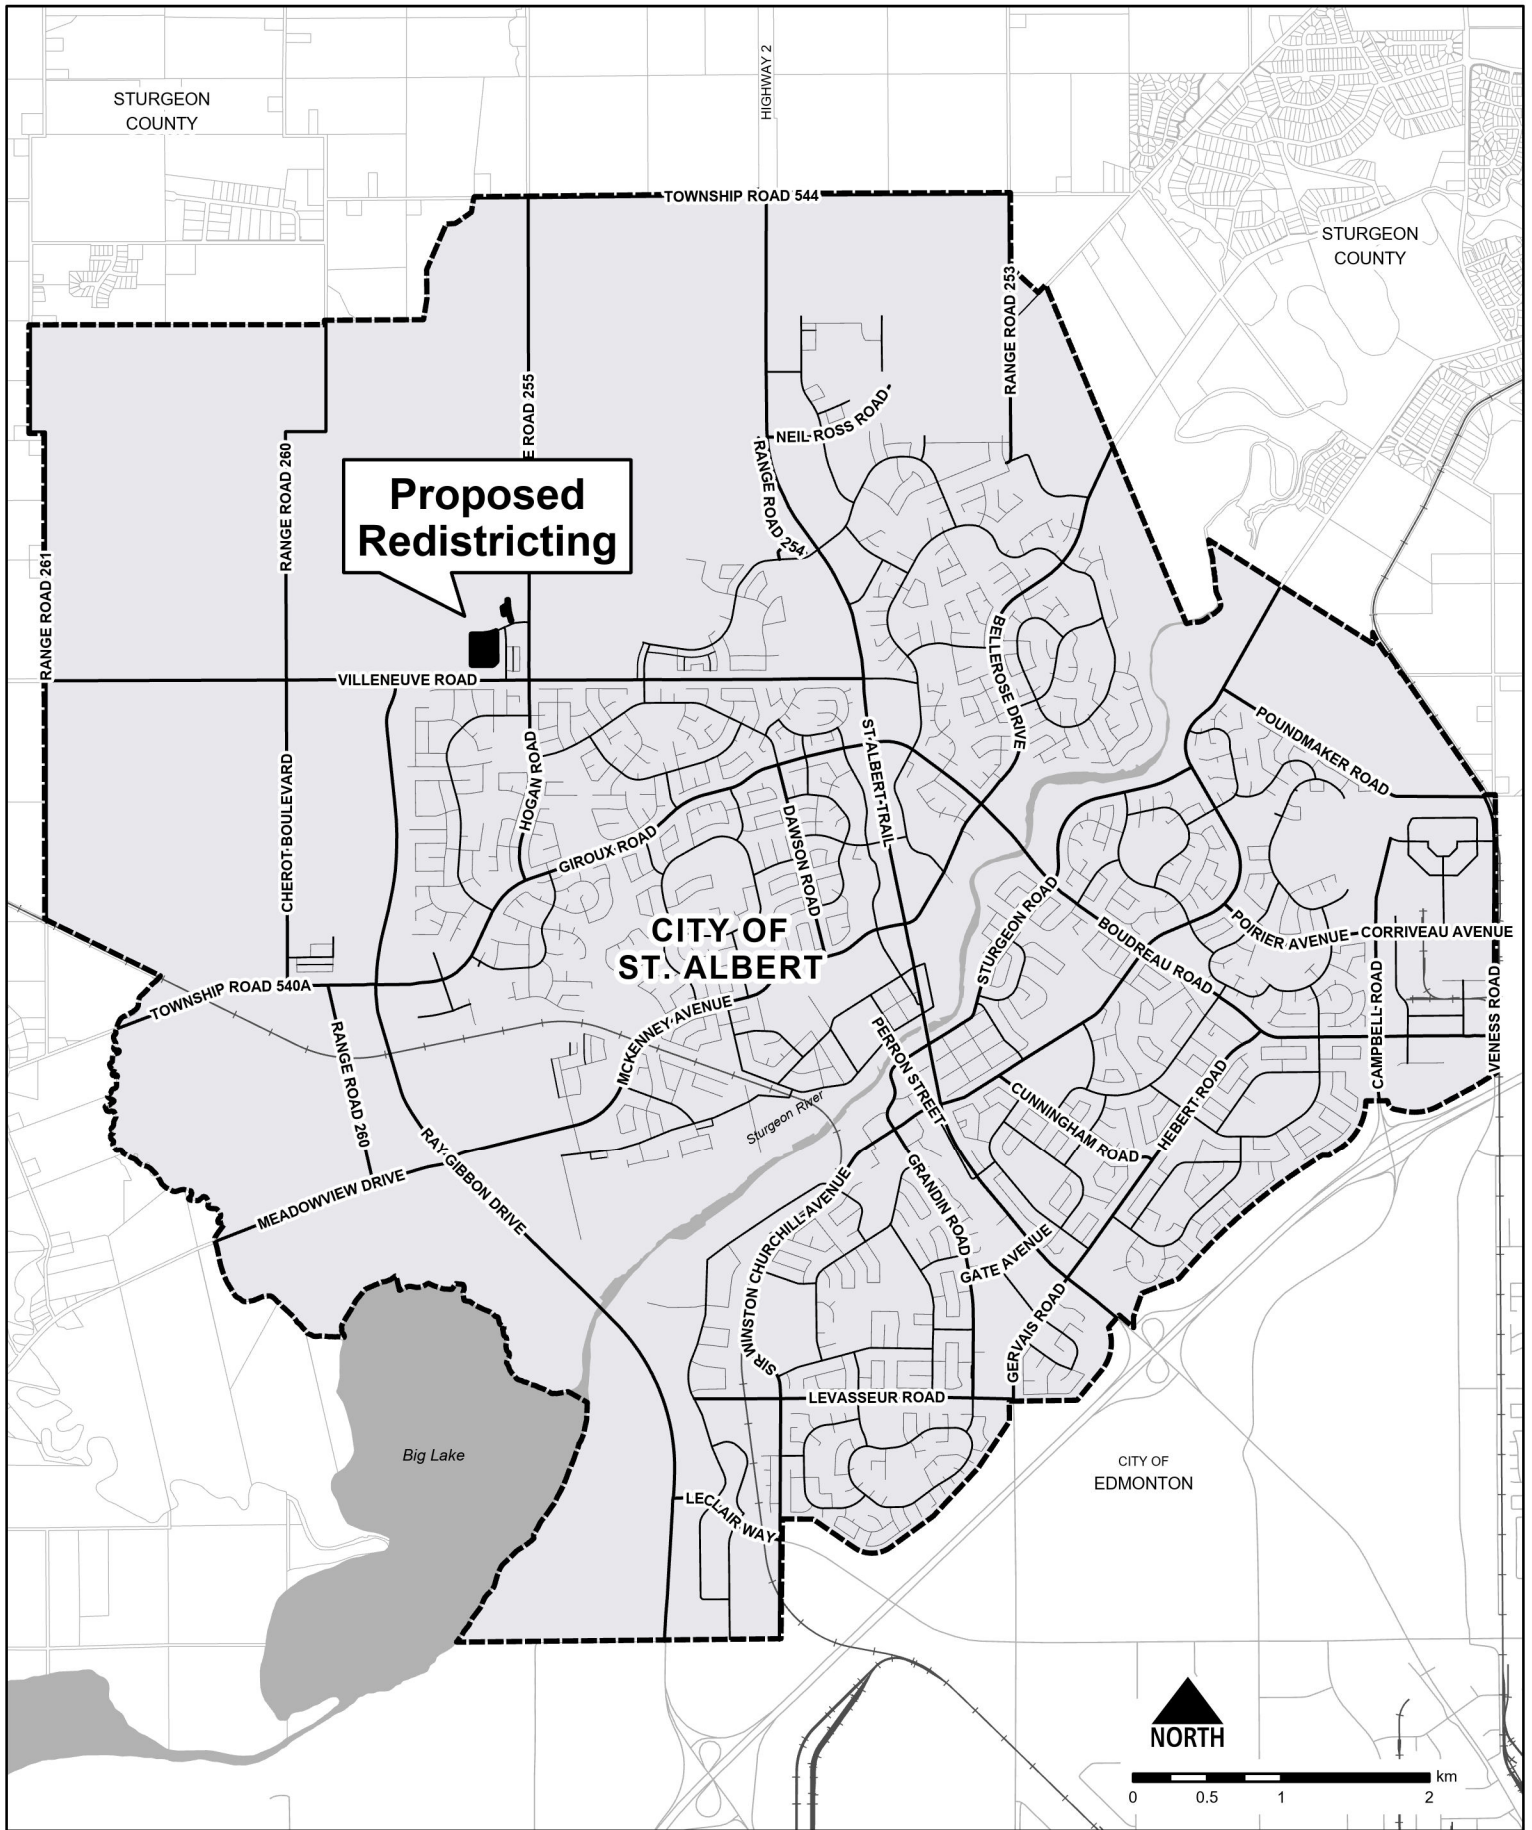 STURGEON
COUNTY
HIGHWAY 2
TOWNSHIP ROAD 544
STURGEON
COUNTY
RANGE ROAD 253
E ROAD 255
NEIL ROSS ROAD
RANGE ROAD 260
RANGE ROAD 254
Proposed
Redistricting
RANGE ROAD 261
BELLEROSE DRIVE
VILLENEUVE ROAD
POUNDMAKER ROAD
ST ALBERT TRAIL
HOGAN ROAD
CHEROT BOULEVARD
DAWSON ROAD
GIROUX ROAD
STURGEON ROAD
CITY OF
ST. ALBERT
BOUDREAU ROAD
POIRIER AVENUE
CORRIVEAU AVENUE
TOWNSHIP ROAD 540A
CAMPBELL ROAD
VENESS ROAD
MCKENNEY AVENUE
RANGE ROAD 260
PERRON STREET
Sturgeon River
CUNNINGHAM ROAD
HEBERT ROAD
RAY GIBBON DRIVE
MEADOWVIEW DRIVE
GRANDIN ROAD
SIR WINSTON CHURCHILL AVENUE
GATE AVENUE
GERVAIS ROAD
LEVASSEUR ROAD
Big Lake
CITY OF
EDMONTON
LECLAIR WAY
NORTH
km
0 0.5 1 2